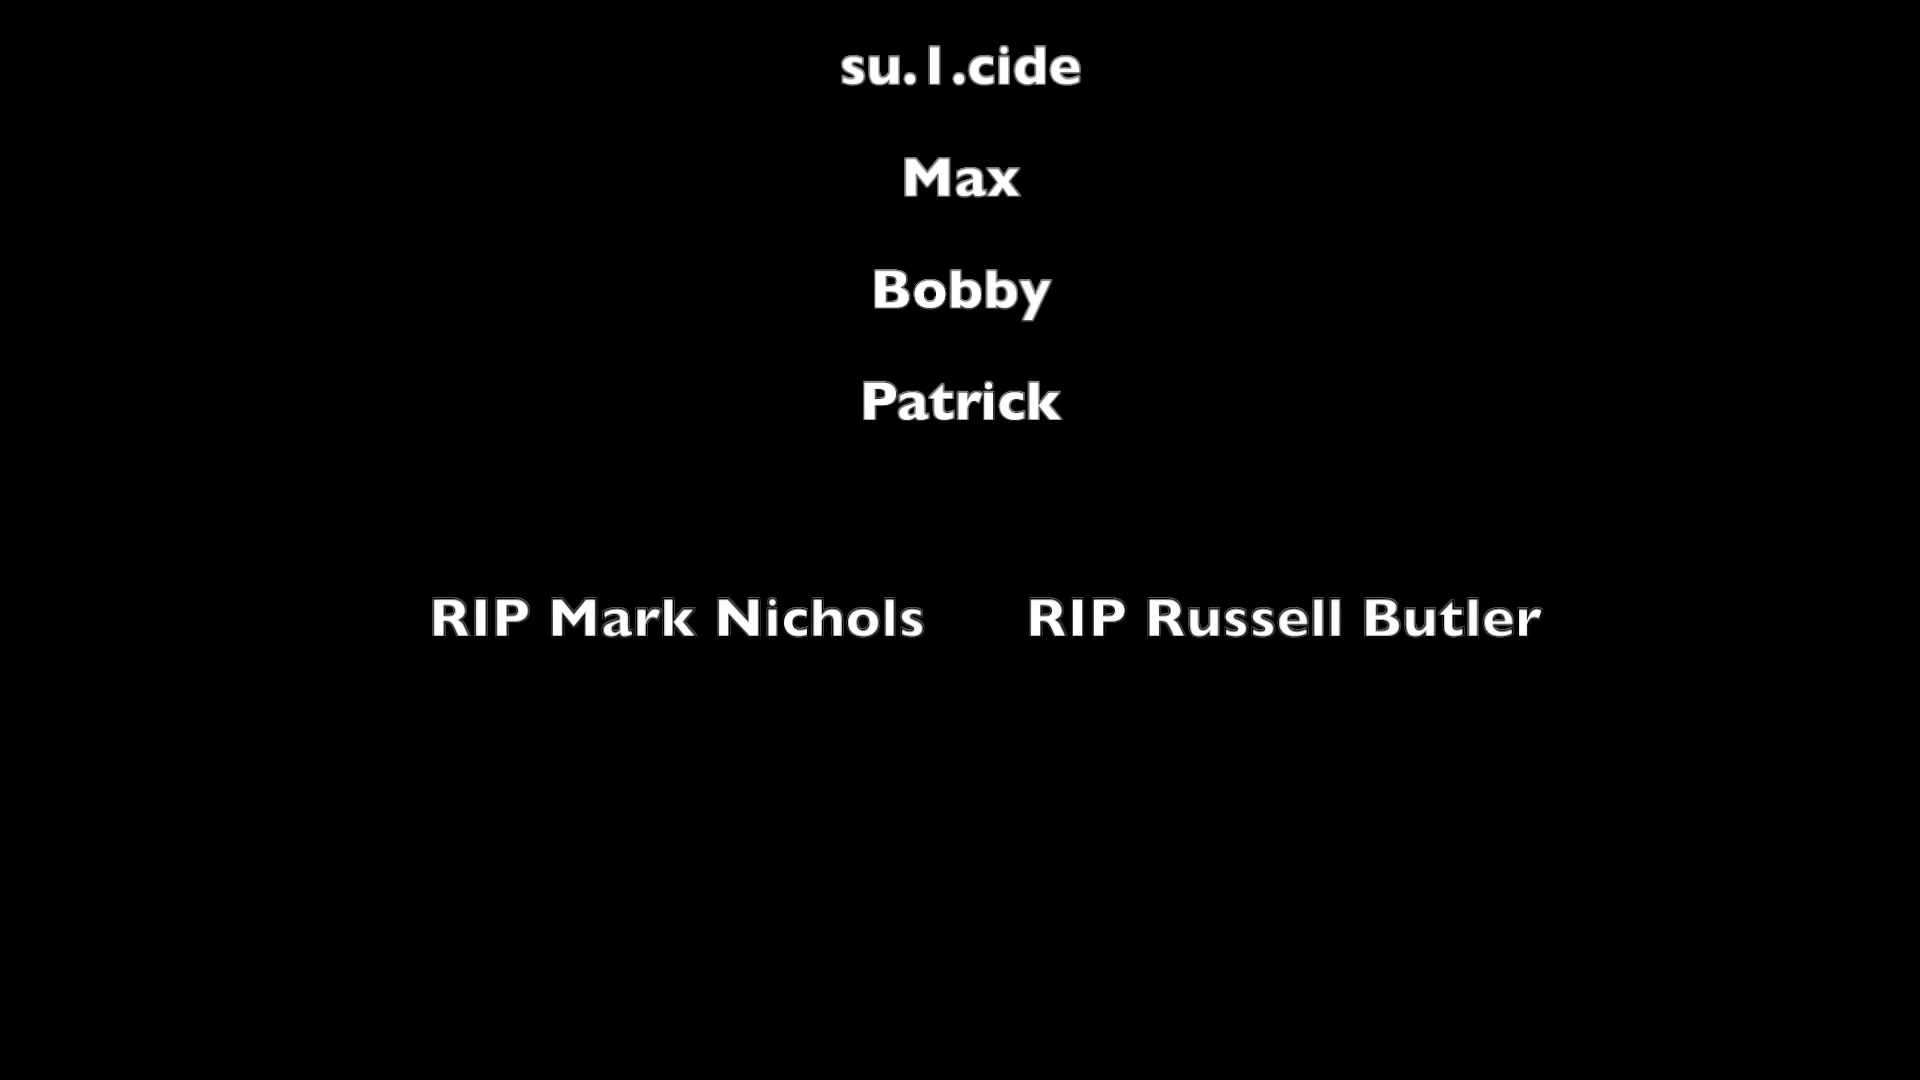 su.1.cide
Max
Bobby
Patrick
RIP Mark Nichols RIP Russell Butler